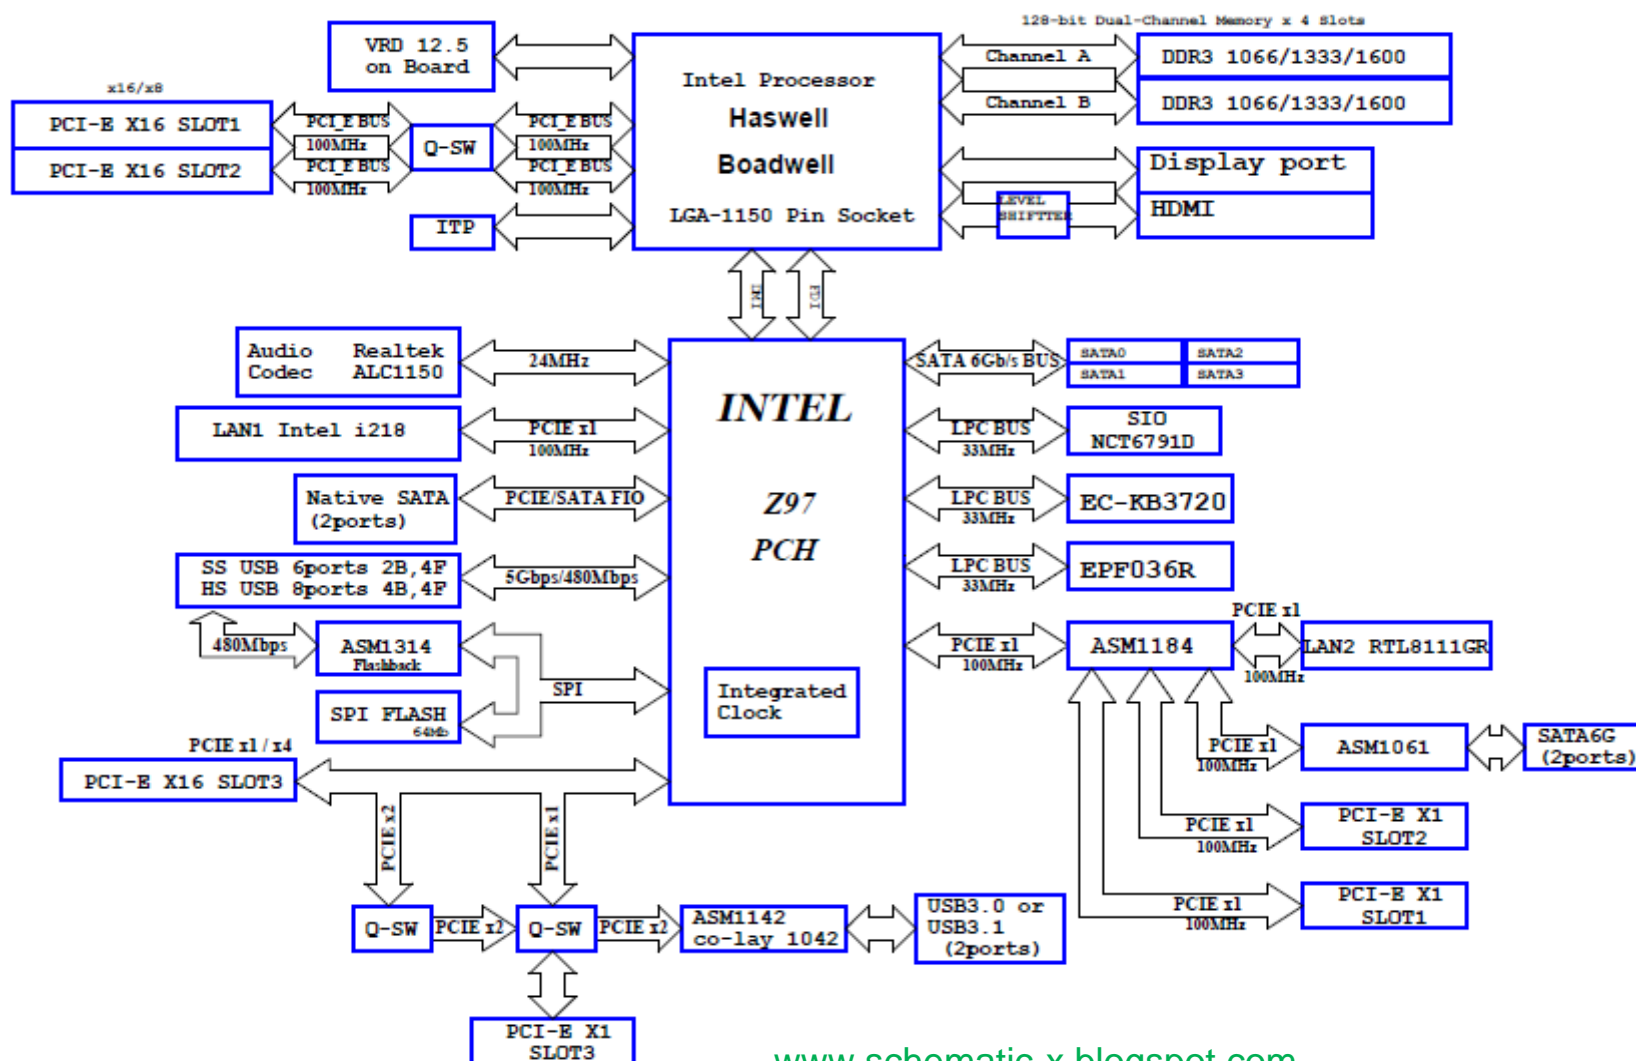 128-bit Dual-Channel Memory x 4 Slots
VRD 12.5
on Board
Intel Processor
Haswell
Boadwell
LGA-1150 Pin Socket
Channel A
DDR3 1066/1333/1600
Channel B
DDR3 1066/1333/1600
x16/x8
PCI-E X16 SLOT1
PCI_E BUS
100MHz
Q-SW
PCI_E BUS
100MHz
PCI-E X16 SLOT2
PCI_E BUS
100MHz
PCI_E BUS
100MHz
Display port
LEVEL
SHIFTTER
HDMI
ITP
DMI
FDI
Audio Realtek
Codec ALC1150
24MHz
INTEL
Z97
PCH
SATA 6Gb/s BUS
SATA0
SATA2
SATA1
SATA3
LAN1 Intel i218
PCIE x1
100MHz
LPC BUS
33MHz
SIO
NCT6791D
Native SATA
(2ports)
PCIE/SATA FIO
LPC BUS
33MHz
EC-KB3720
SS USB 6ports 2B,4F
HS USB 8ports 4B,4F
5Gbps/480Mbps
LPC BUS
33MHz
EPF036R
480Mbps
ASM1314
Flashback
SPI
SPI FLASH
64Mb
Integrated
Clock
PCIE x1
100MHz
ASM1184
PCIE x1
100MHz
LAN2 RTL8111GR
PCIE x1
100MHz
ASM1061
SATA6G
(2ports)
PCIE x1 / x4
PCI-E X16 SLOT3
PCIE x2
PCIE x1
PCIE x1
100MHz
PCI-E X1
SLOT2
PCIE x1
100MHz
PCI-E X1
SLOT1
Q-SW
PCIE x2
Q-SW
PCIE x2
ASM1142
co-lay 1042
USB3.0 or
USB3.1
(2ports)
PCI-E X1
SLOT3
www.schematic-x.blogspot.com